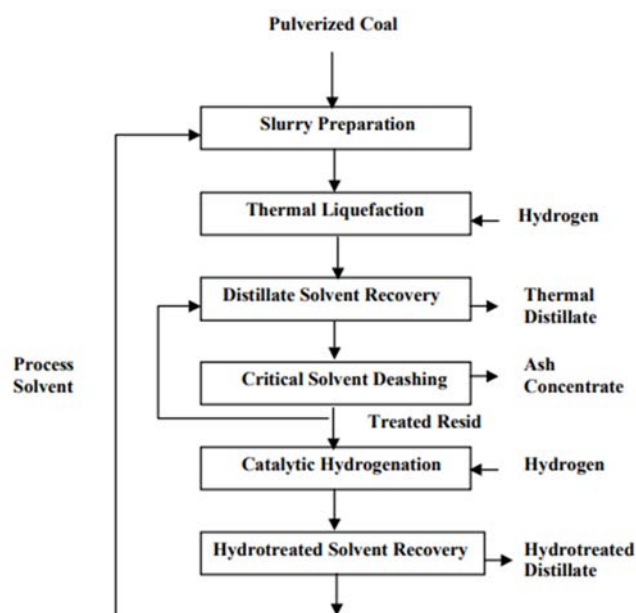 Pulverized Coal
Slurry Preparation
Thermal Liquefaction
Hydrogen
Distillate Solvent Recovery
Thermal
Distillate
Process
Solvent
Critical Solvent Deashing
Ash
Concentrate
Treated Resid
Catalytic Hydrogenation
Hydrogen
Hydrotreated Solvent Recovery
Hydrotreated
Distillate